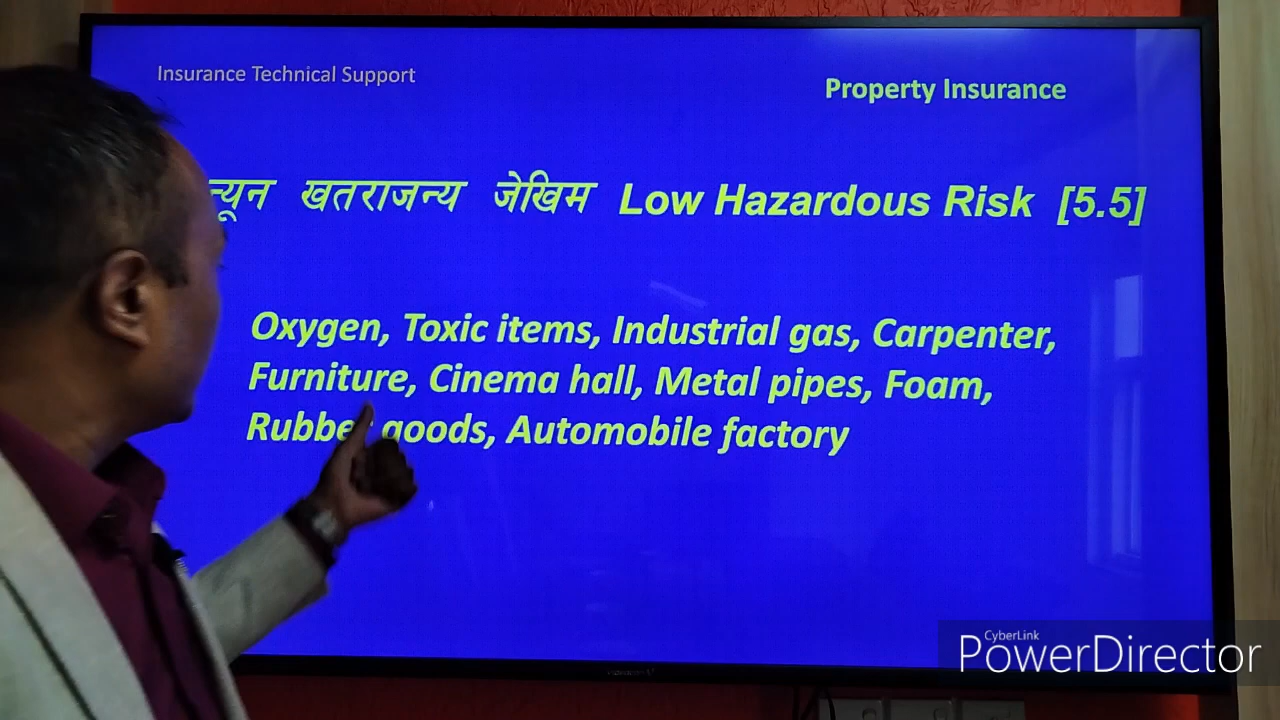 Insurance Technical Support
Property Insurance
न्यून खतराजन्य जेखिम Low Hazardous Risk [5.5]
Oxygen, Toxic items, Industrial gas, Carpenter,
Furniture, Cinema hall, Metal pipes, Foam,
Rubber goods, Automobile factory
CyberLink
PowerDirector